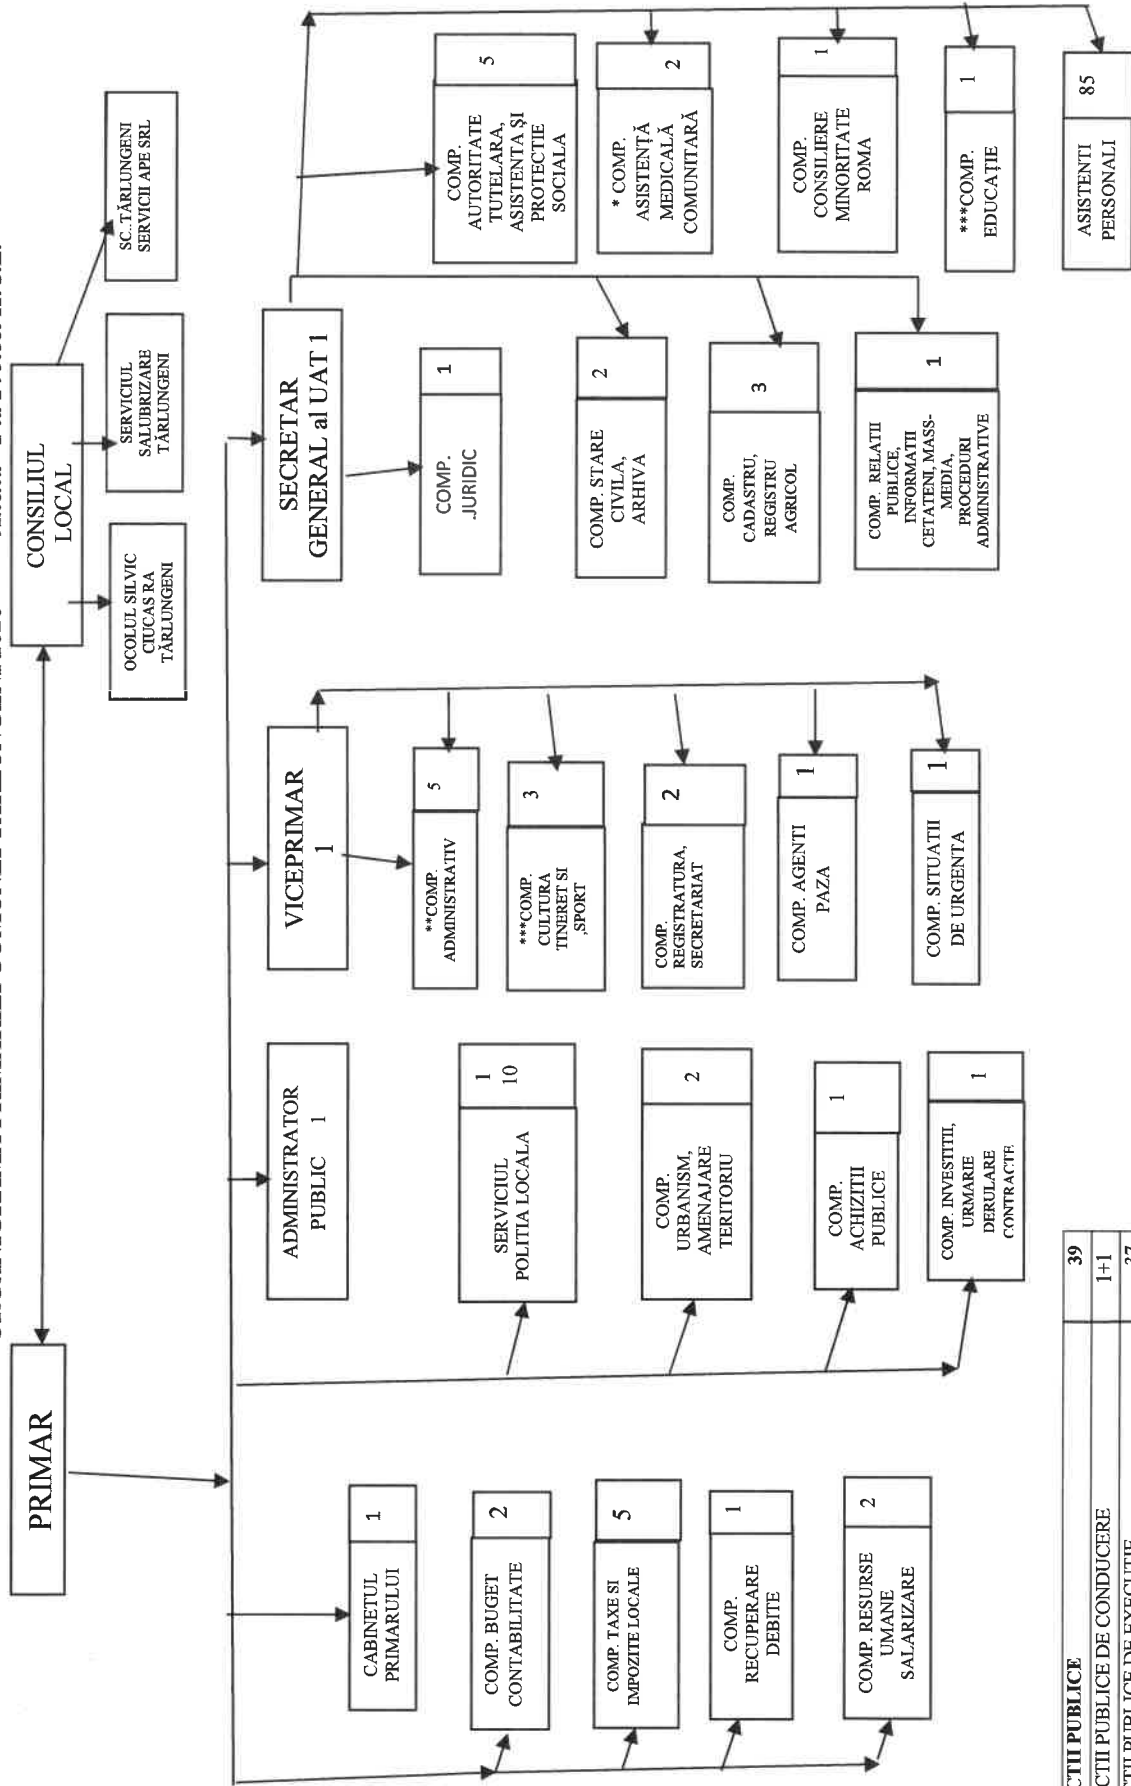 PRIMAR
CONSILIUL
LOCAL
OCOLUL SILVIC
CIUCAS RA
TĂRLUNGENI
SERVICIUL
SALUBRIZARE
TĂRLUNGENI
SC..TĂRLUNGENI
SERVICII APE SRL
ADMINISTRATOR
PUBLIC 1
VICEPRIMAR
1
SECRETAR
GENERAL al UAT 1
CABINETUL
PRIMARULUI
1
COMP. BUGET
CONTABILITATE
2
COMP. TAXE SI
IMPOZITE LOCALE
5
COMP.
RECUPERARE
DEBITE
1
COMP. RESURSE
UMANE
SALARIZARE
2
SERVICIUL
POLITIA LOCALA
1
10
COMP.
URBANISM,
AMENAJARE
TERITORIU
2
COMP.
ACHIZITII
PUBLICE
1
COMP. INVESTITII,
URMARIE
DERULARE
CONTRACTE
1
**COMP.
ADMINISTRATIV
5
***COMP.
CULTURA
TINERET SI
,SPORT
3
COMP.
REGISTRATURA,
SECRETARIAT
2
COMP. AGENTI
PAZA
1
COMP. SITUATII
DE URGENTA
1
COMP.
.JURIDIC
1
COMP. STARE
CIVILA,
ARHIVA
2
COMP.
CADASTRU,
REGISTRU
AGRICOL
3
COMP. RELATII
PUBLICE,
INFORMATII
CETATENI, MASS-
MEDIA,
PROCEDURI
ADMINISTRATIVE
1
COMP.
AUTORITATE
TUTELARA,
ASISTENTA ŞI
PROTECTIE
SOCIALA
5
* COMP.
ASISTENŢĂ
MEDICALĂ
COMUNITARĂ
2
COMP.
CONSILIERE
MINORITATE
ROMA
1
***COMP.
EDUCAŢIE
1
ASISTENTI
PERSONALI
85
CTII PUBLICE 39
CTII PUBLICE DE CONDUCERE 1+1
CTII PUBLICE DE EXECUTIE 37